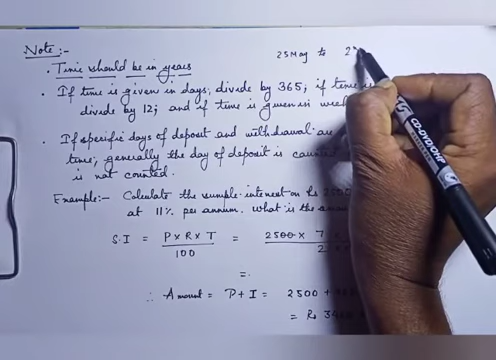 Note :-
25 May to 2
• Time should be in years
• If time is given in days, divide by 365; if time
divide by 12; and if time is given in
• If specific days of deposit and withdrawal are
time, generally the day of deposit is counted
is not counted.
Example:- Calculate the simple interest on Rs 2500
at 11% per annum. What is the
S.I = P x R x T / 100 = 2500 x 7 x
=
∴ Amount = P + I = 2500 +
= Rs